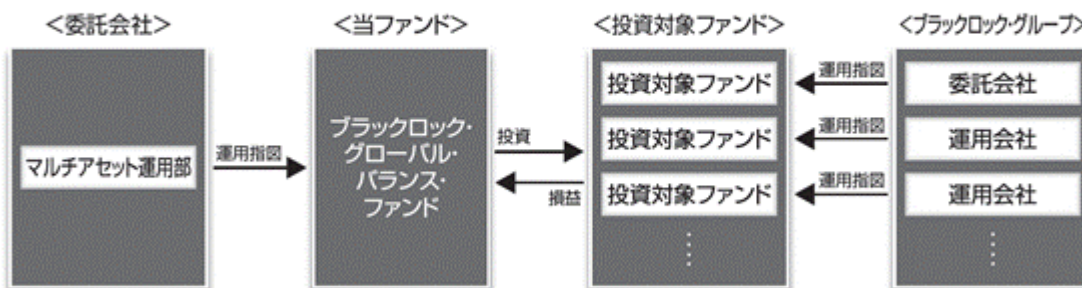 <委託会社>
<当ファンド>
<投資対象ファンド>
<ブラックロック・グループ>
マルチアセット運用部
運用指図
ブラックロック・
グローバル・
バランス・
ファンド
投資
損益
投資対象ファンド
運用指図
委託会社
投資対象ファンド
運用指図
運用会社
投資対象ファンド
運用指図
運用会社
⋮
⋮